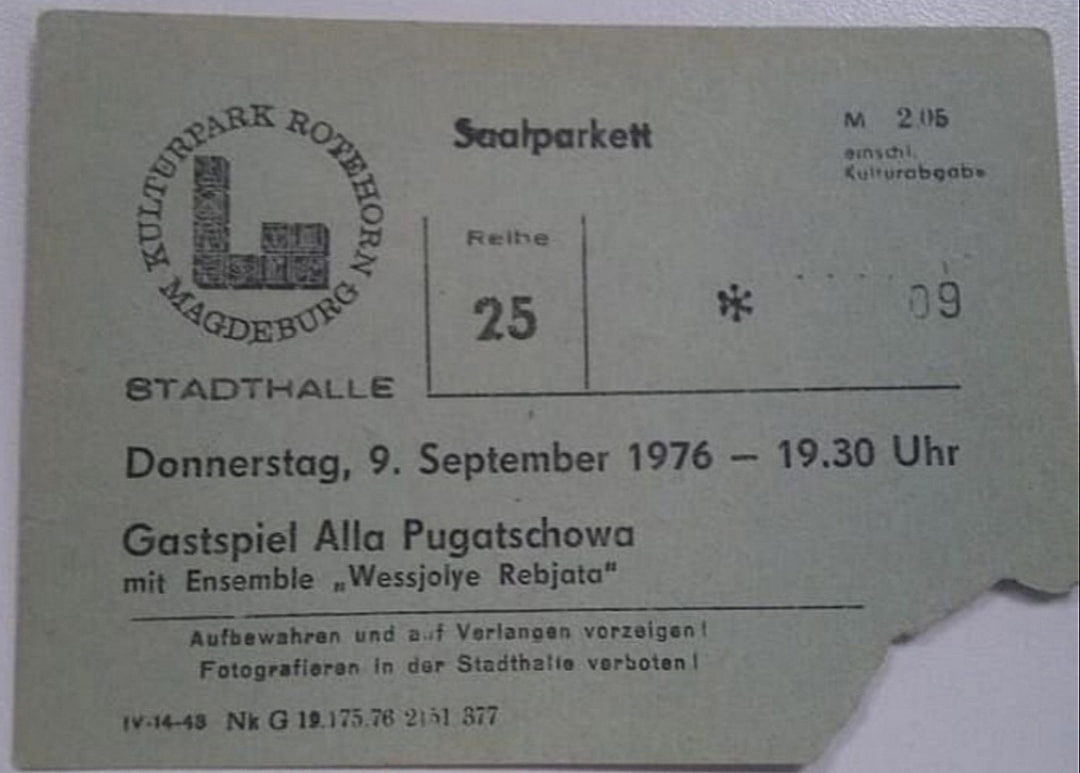 KULTURPARK ROTEHORN
MAGDEBURG
STADTHALLE
Saalparkett
M 2.05
einschl.
Kulturabgabe
Reihe
25
* 09
Donnerstag, 9. September 1976 — 19.30 Uhr
Gastspiel Alla Pugatschowa
mit Ensemble „Wessjolye Rebjata“
Aufbewahren und auf Verlangen vorzeigen!
Fotografieren in der Stadthalle verboten!
IV-14-48 Nk G 19.175.76 2151 377